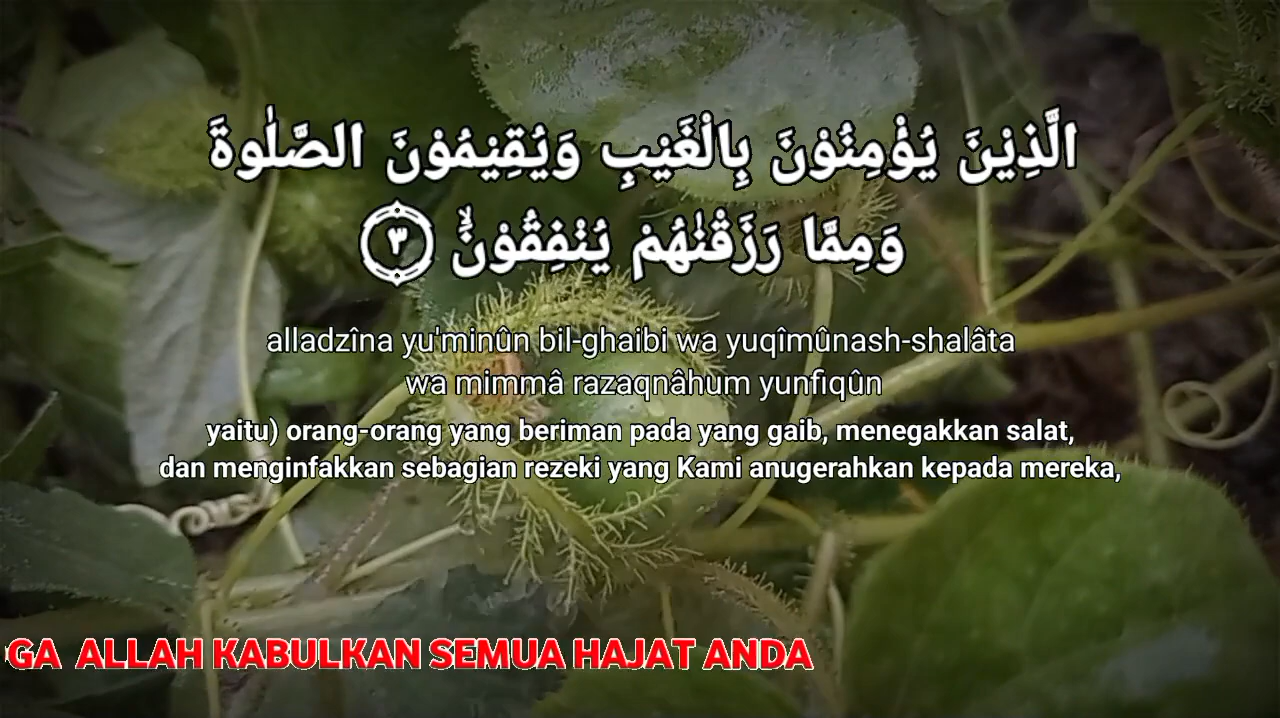 الَّذِيْنَ يُؤْمِنُوْنَ بِالْغَيْبِ وَيُقِيْمُوْنَ الصَّلٰوةَ
وَمِمَّا رَزَقْنٰهُمْ يُنْفِقُوْنَۙ ٣
alladzîna yu'minûn bil-ghaibi wa yuqîmûnash-shalâta
wa mimmâ razaqnâhum yunfiqûn
yaitu) orang-orang yang beriman pada yang gaib, menegakkan salat,
dan menginfakkan sebagian rezeki yang Kami anugerahkan kepada mereka,
GA ALLAH KABULKAN SEMUA HAJAT ANDA